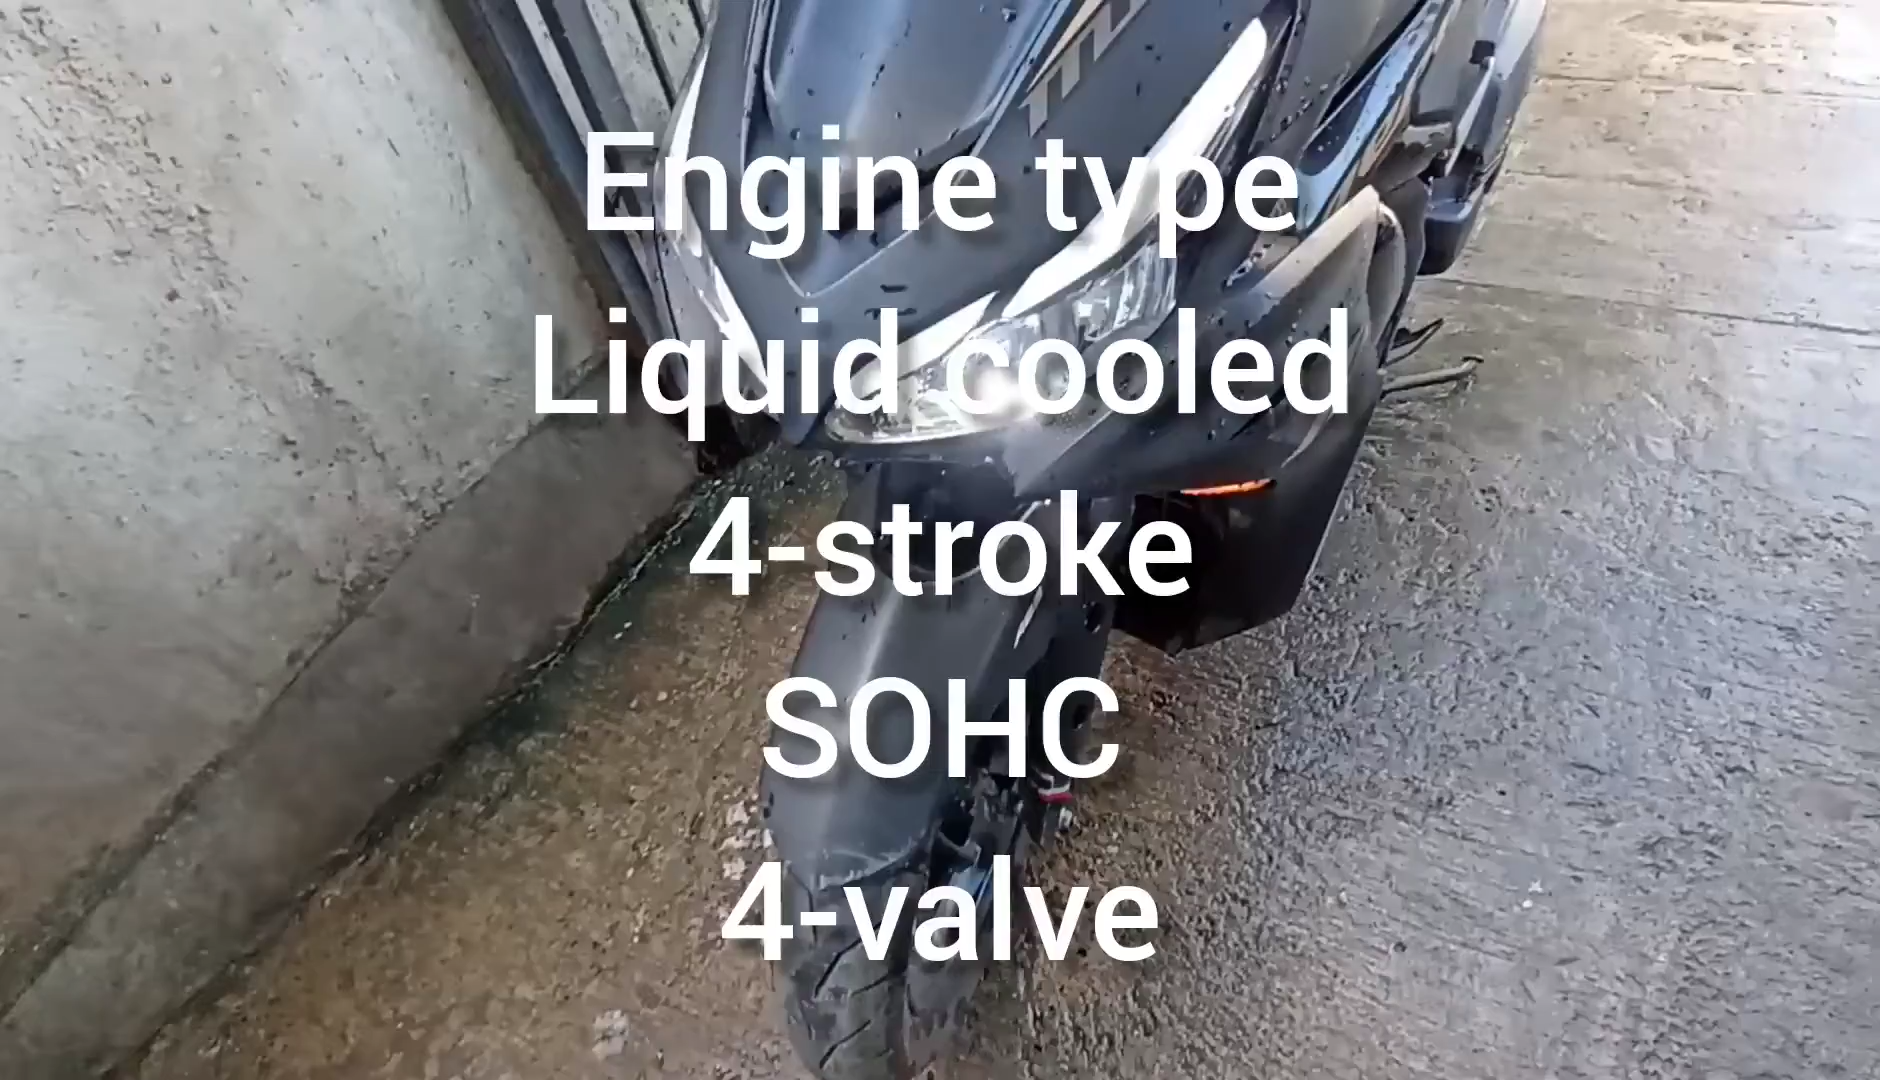 Engine type
Liquid cooled
4-stroke
SOHC
4-valve